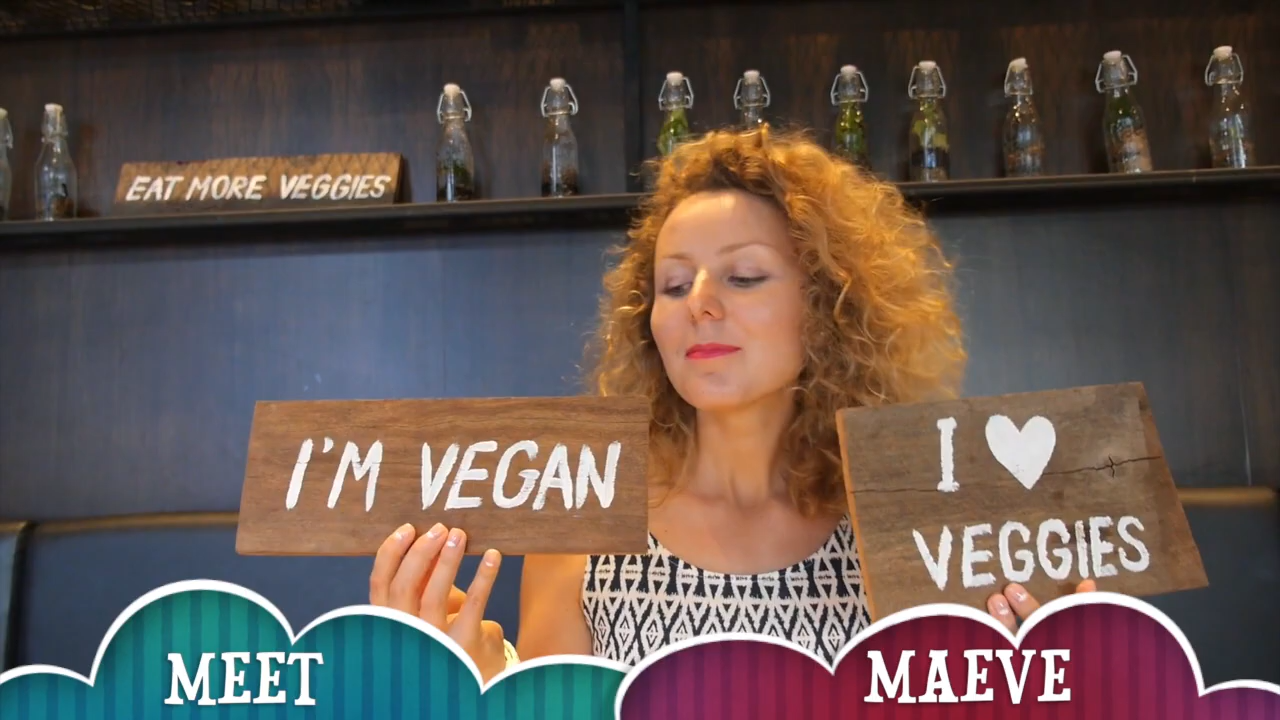 EAT MORE VEGGIES
I'M VEGAN
I ♥
VEGGIES
MEET
MAEVE